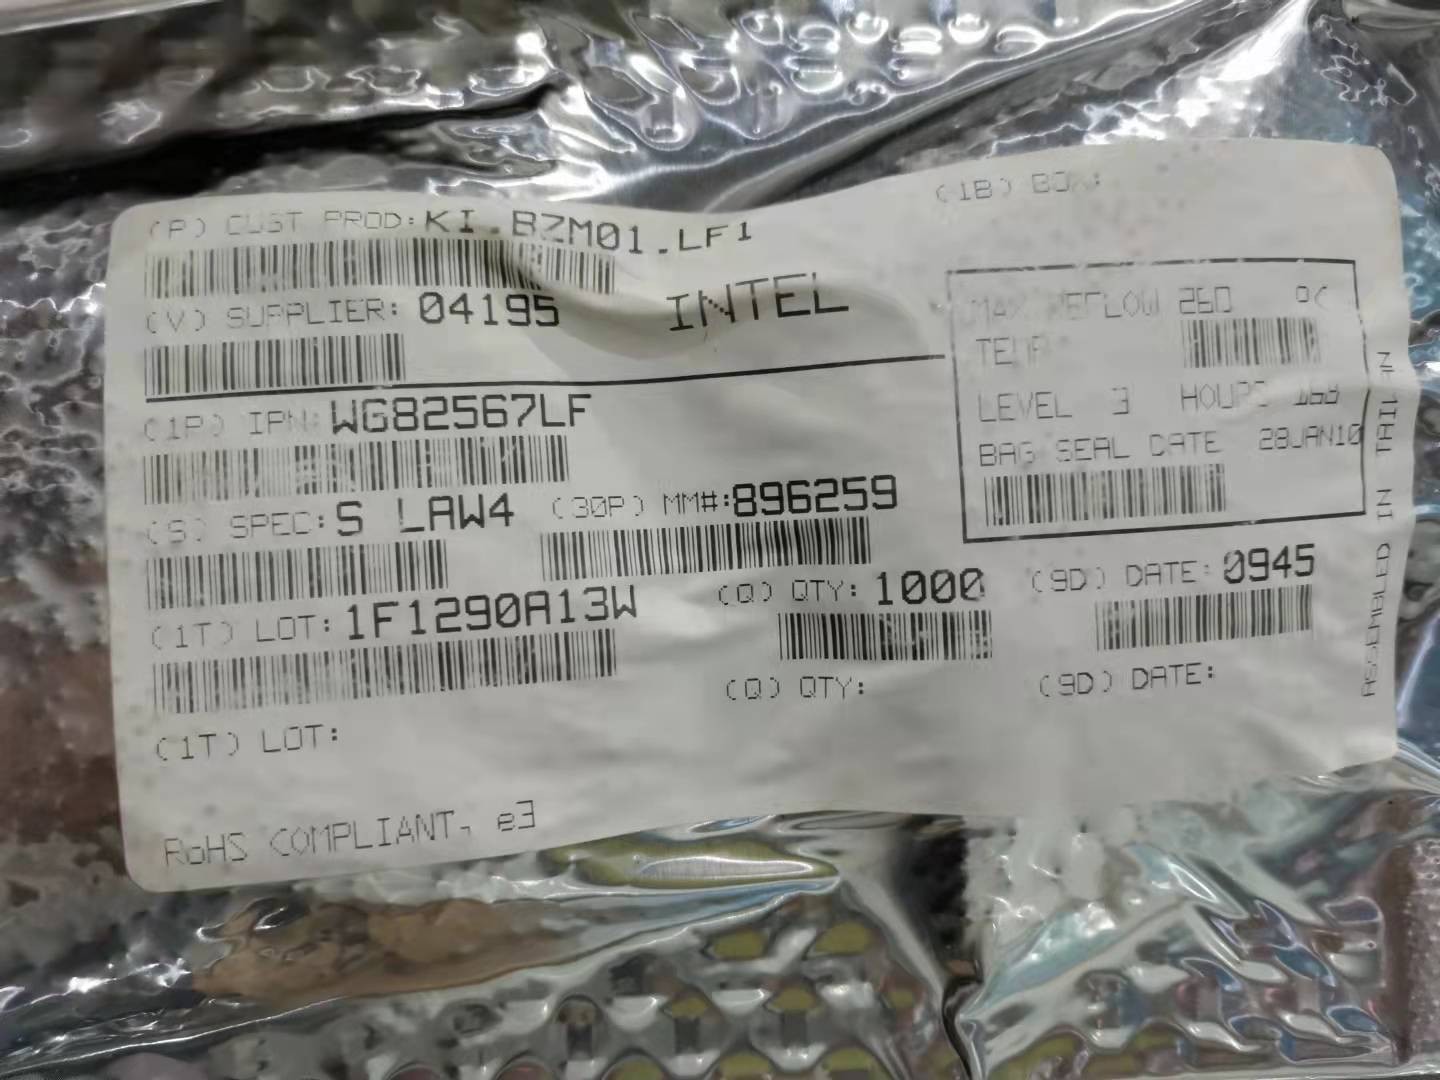 (P) CUST PROD: KI.BZM01.LF1
(1B) BOX:
(V) SUPPLIER: 04195
INTEL
MAX REFLOW 260 °C
TEMP
LEVEL 3 HOURS 168
BAG SEAL DATE 28JAN10
(1P) IPN: WG82567LF
(S) SPEC: S LAW4 (30P) MM#: 896259
(1T) LOT: 1F1290A13W (Q) QTY: 1000 (9D) DATE: 0945
(1T) LOT: (Q) QTY: (9D) DATE:
RoHS COMPLIANT, e3
ASSEMBLED IN